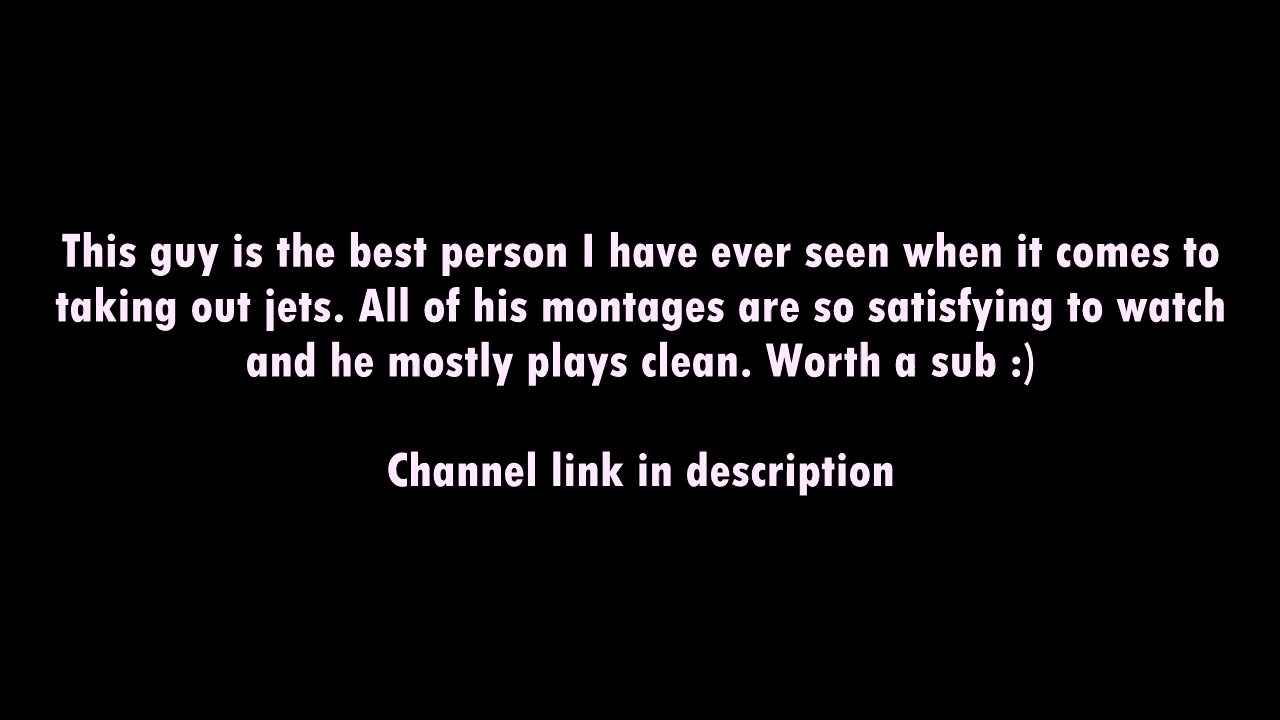 This guy is the best person I have ever seen when it comes to
taking out jets. All of his montages are so satisfying to watch
and he mostly plays clean. Worth a sub :)
Channel link in description